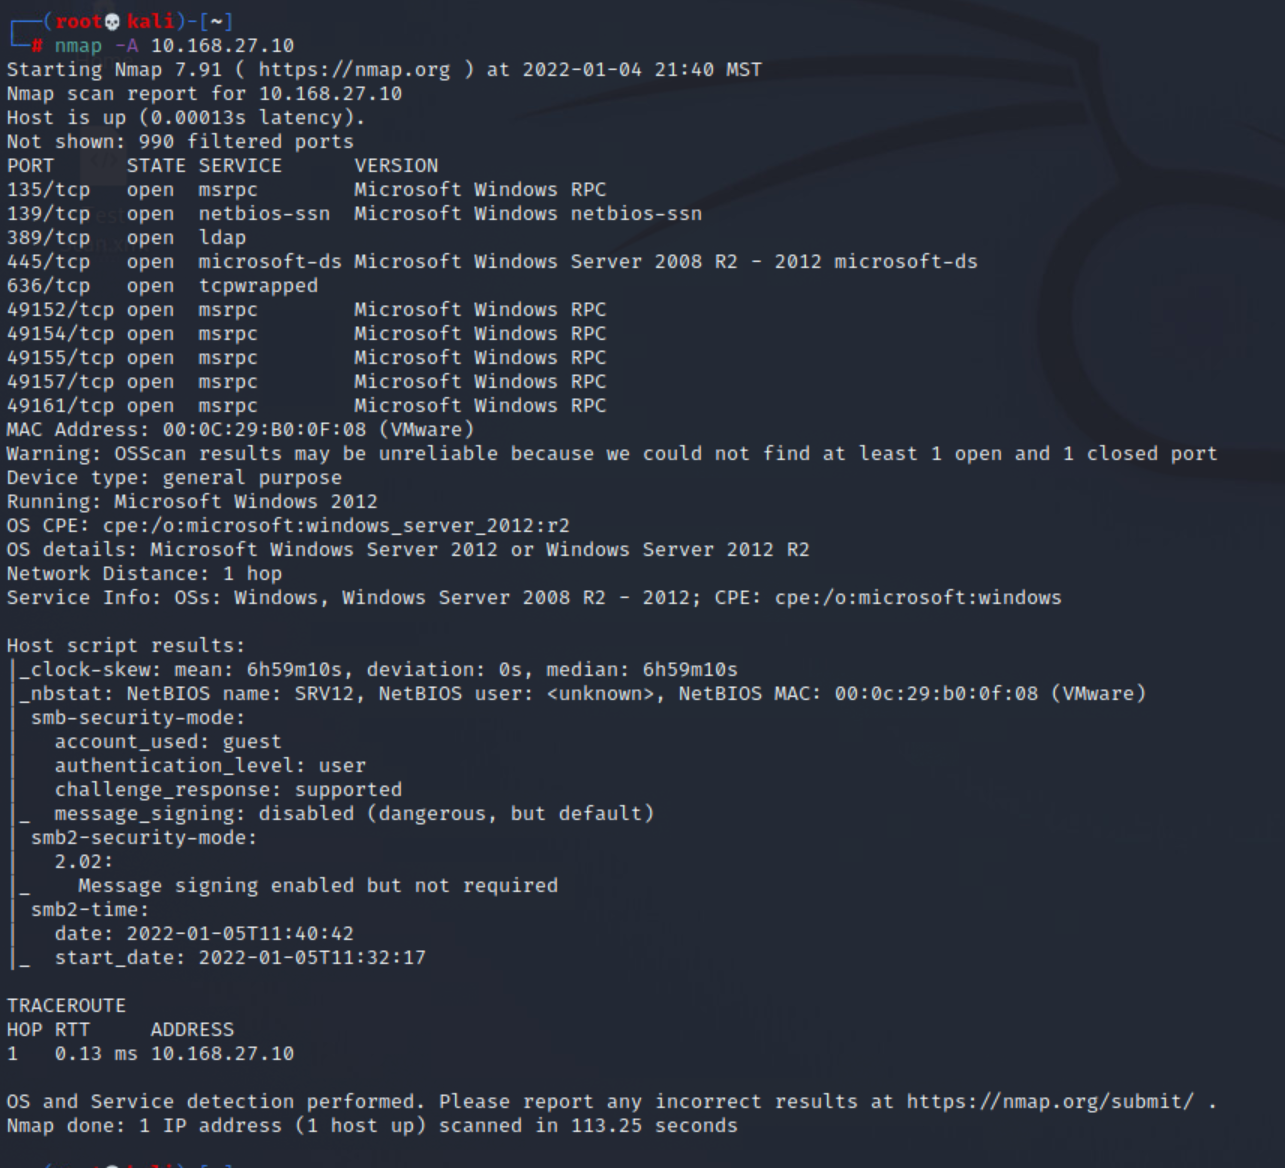 ┌──(root💀kali)-[~]
└─# nmap -A 10.168.27.10
Starting Nmap 7.91 ( https://nmap.org ) at 2022-01-04 21:40 MST
Nmap scan report for 10.168.27.10
Host is up (0.00013s latency).
Not shown: 990 filtered ports
PORT      STATE SERVICE      VERSION
135/tcp   open  msrpc        Microsoft Windows RPC
139/tcp   open  netbios-ssn  Microsoft Windows netbios-ssn
389/tcp   open  ldap
445/tcp   open  microsoft-ds Microsoft Windows Server 2008 R2 - 2012 microsoft-ds
636/tcp   open  tcpwrapped
49152/tcp open  msrpc        Microsoft Windows RPC
49154/tcp open  msrpc        Microsoft Windows RPC
49155/tcp open  msrpc        Microsoft Windows RPC
49157/tcp open  msrpc        Microsoft Windows RPC
49161/tcp open  msrpc        Microsoft Windows RPC
MAC Address: 00:0C:29:B0:0F:08 (VMware)
Warning: OSScan results may be unreliable because we could not find at least 1 open and 1 closed port
Device type: general purpose
Running: Microsoft Windows 2012
OS CPE: cpe:/o:microsoft:windows_server_2012:r2
OS details: Microsoft Windows Server 2012 or Windows Server 2012 R2
Network Distance: 1 hop
Service Info: OSs: Windows, Windows Server 2008 R2 - 2012; CPE: cpe:/o:microsoft:windows

Host script results:
|_clock-skew: mean: 6h59m10s, deviation: 0s, median: 6h59m10s
|_nbstat: NetBIOS name: SRV12, NetBIOS user: <unknown>, NetBIOS MAC: 00:0c:29:b0:0f:08 (VMware)
| smb-security-mode:
|   account_used: guest
|   authentication_level: user
|   challenge_response: supported
|_  message_signing: disabled (dangerous, but default)
| smb2-security-mode:
|   2.02:
|_    Message signing enabled but not required
| smb2-time:
|   date: 2022-01-05T11:40:42
|_  start_date: 2022-01-05T11:32:17

TRACEROUTE
HOP RTT     ADDRESS
1   0.13 ms 10.168.27.10

OS and Service detection performed. Please report any incorrect results at https://nmap.org/submit/ .
Nmap done: 1 IP address (1 host up) scanned in 113.25 seconds